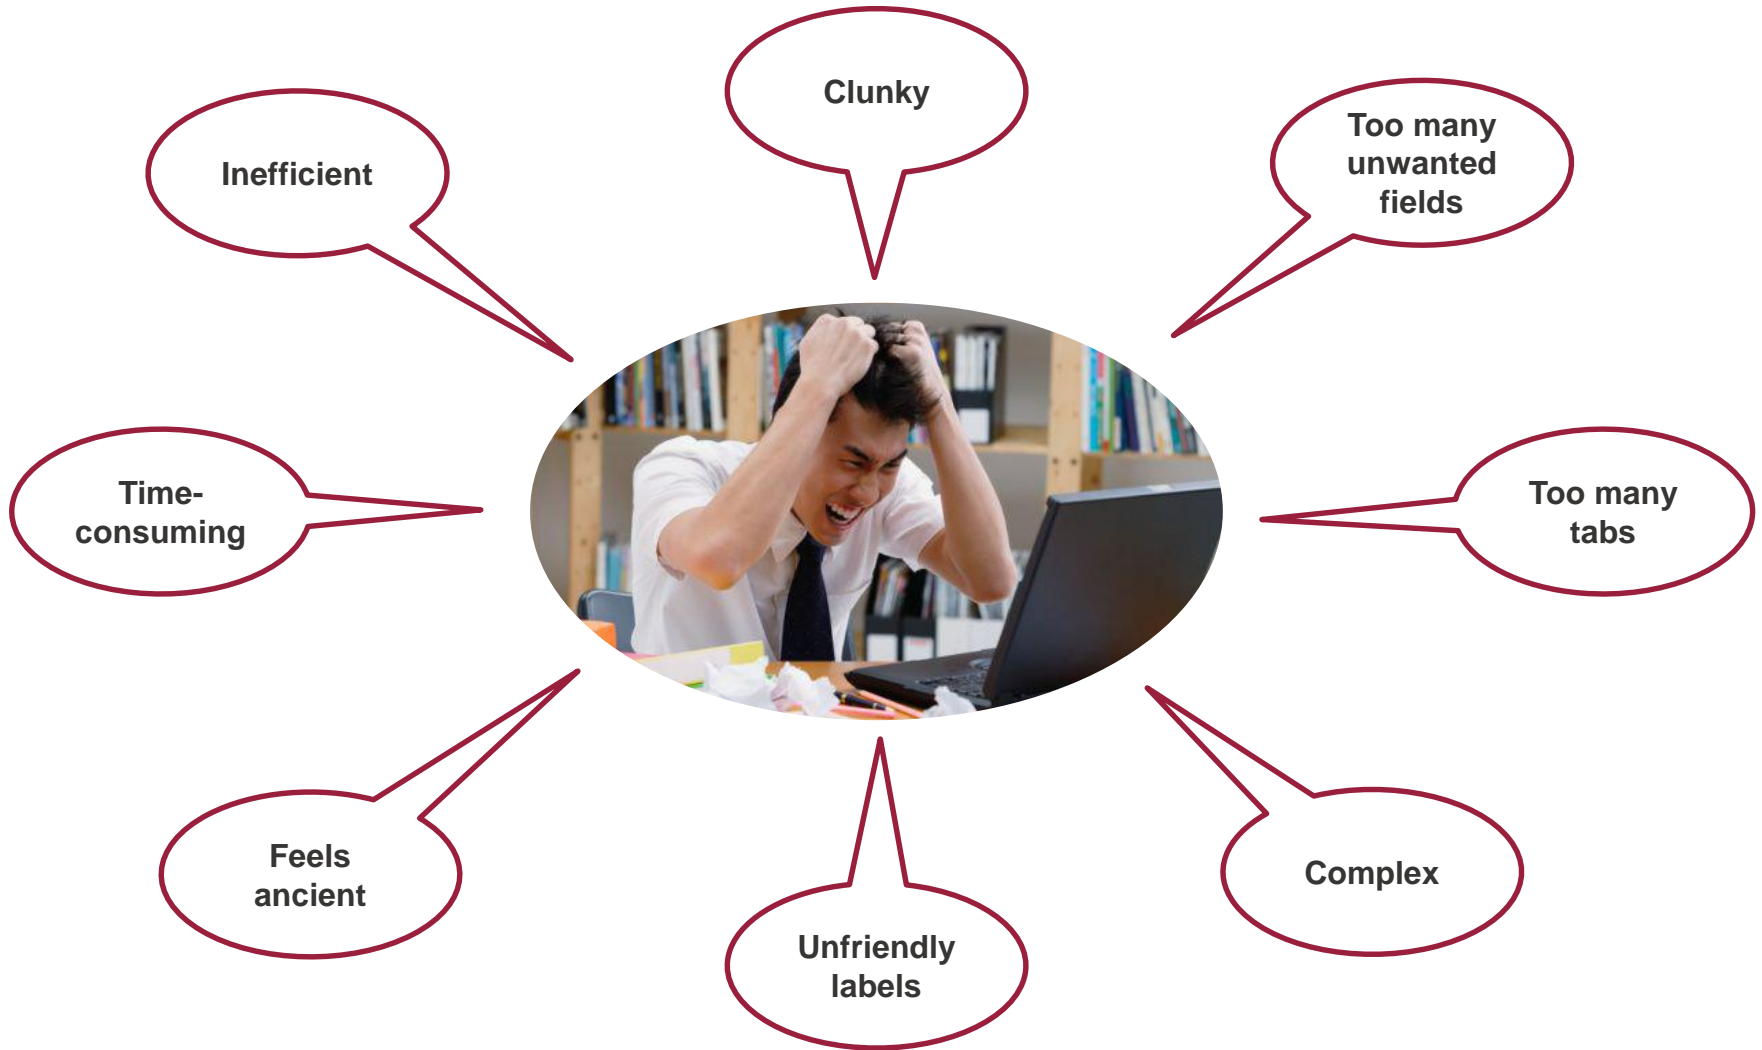 Clunky
Too many
unwanted
fields
Inefficient
Too many
tabs
Time-
consuming
Complex
Feels
ancient
Unfriendly
labels